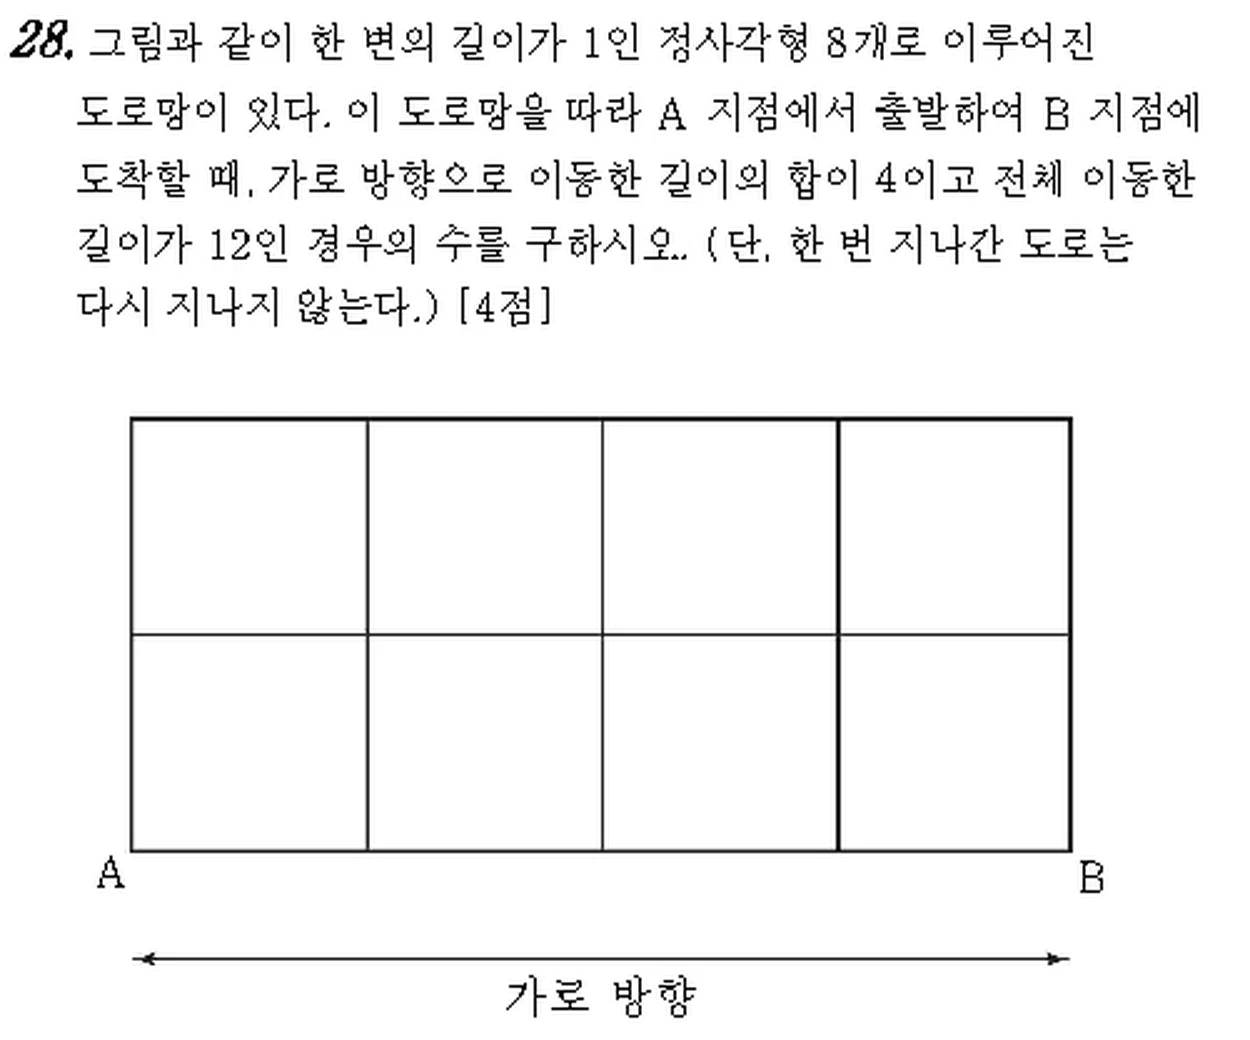 28. 그림과 같이 한 변의 길이가 1인 정사각형 8개로 이루어진
도로망이 있다. 이 도로망을 따라 A 지점에서 출발하여 B 지점에
도착할 때, 가로 방향으로 이동한 길이의 합이 4이고 전체 이동한
길이가 12인 경우의 수를 구하시오.. (단, 한 번 지나간 도로는
다시 지나지 않는다.) [4점]
A
B
가로 방향